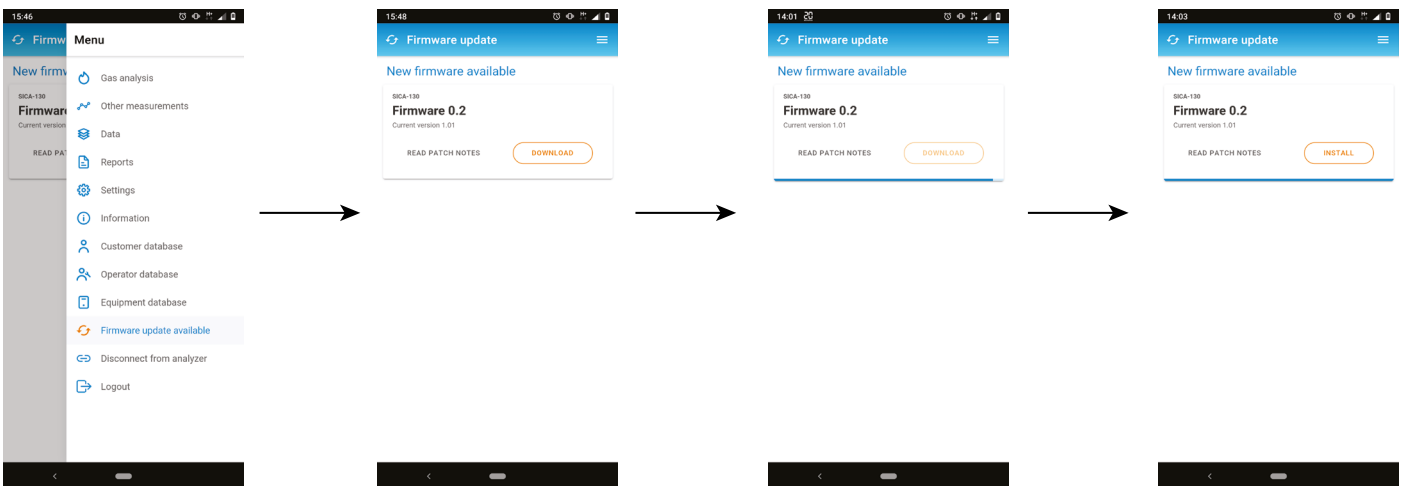 15:46
Firmw
Menu
New firmw
Gas analysis
SICA-130
Firmwar
Current version
Other measurements
Data
READ PAT
Reports
Settings
Information
Customer database
Operator database
Equipment database
Firmware update available
Disconnect from analyzer
Logout
15:48
Firmware update
New firmware available
SICA-130
Firmware 0.2
Current version 1.01
READ PATCH NOTES
DOWNLOAD
14:01
Firmware update
New firmware available
SICA-130
Firmware 0.2
Current version 1.01
READ PATCH NOTES
DOWNLOAD
14:03
Firmware update
New firmware available
SICA-130
Firmware 0.2
Current version 1.01
READ PATCH NOTES
INSTALL